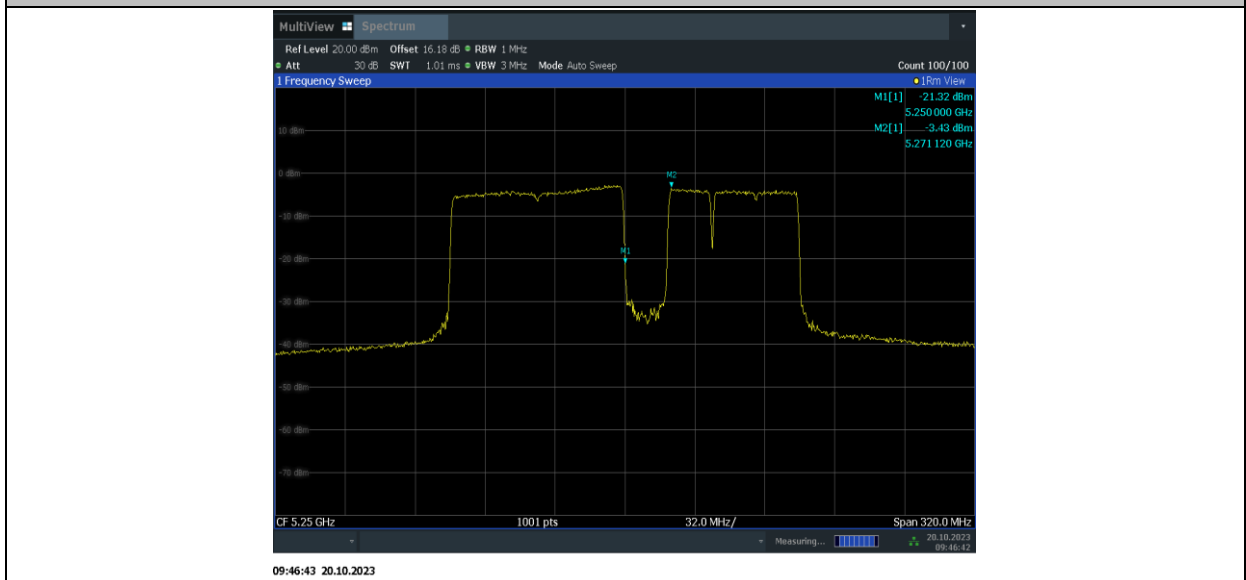 MultiView Spectrum
Ref Level 20.00 dBm Offset 16.18 dB RBW 1 MHz
Att 30 dB SWT 1.01 ms VBW 3 MHz Mode Auto Sweep Count 100/100
1 Frequency Sweep 1Rm View
M1[1] -21.32 dBm
5.250 000 GHz
10 dBm M2[1] -3.43 dBm
5.271 120 GHz
0 dBm
M2
-10 dBm
M1
-20 dBm
-30 dBm
-40 dBm
-50 dBm
-60 dBm
-70 dBm
CF 5.25 GHz 1001 pts 32.0 MHz/ Span 320.0 MHz
Measuring... 20.10.2023
09:46:42
09:46:43 20.10.2023